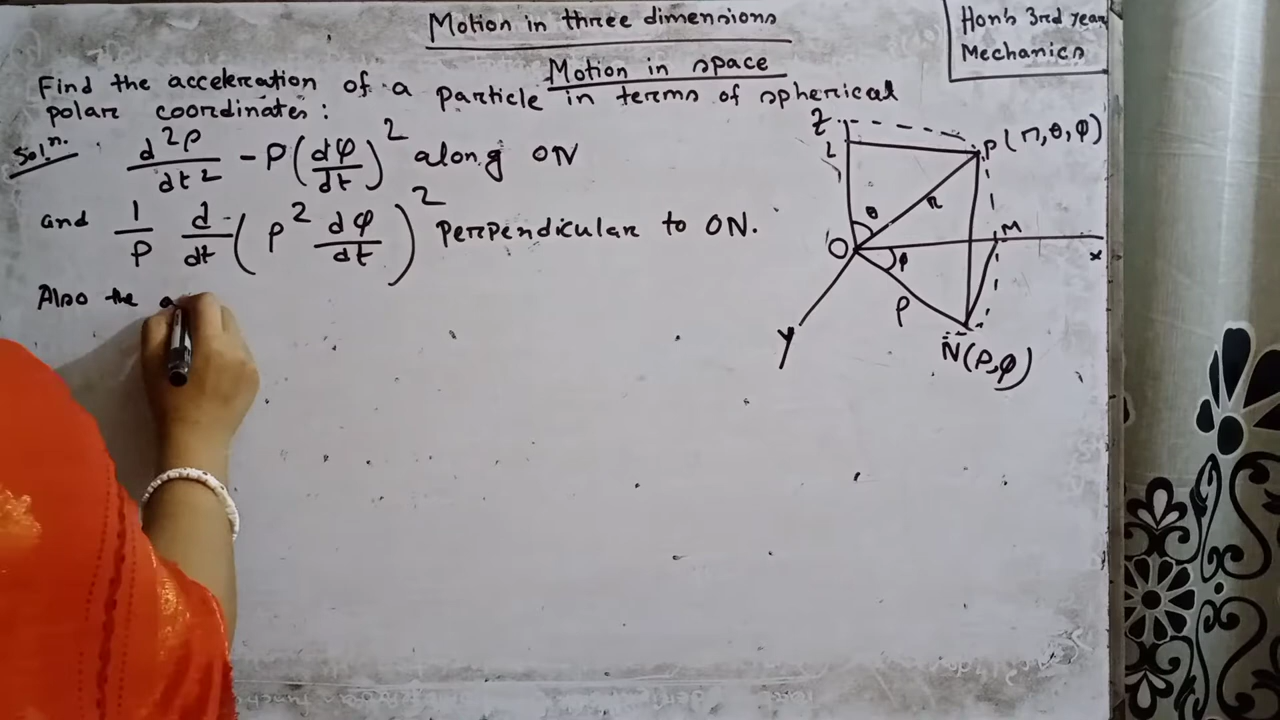 Motion in three dimensions
Hons 3rd year
Mechanics
Motion in space
Find the acceleration of a particle in terms of spherical
polar coordinates:
Solⁿ. d²ρ/dt² - ρ(dφ/dt)² along ON
and 1/ρ d/dt (ρ² dφ/dt)² perpendicular to ON.
Also the a
Z
L
P(r,θ,φ)
θ
r
O
M
x
φ
ρ
Y
N(ρ,φ)